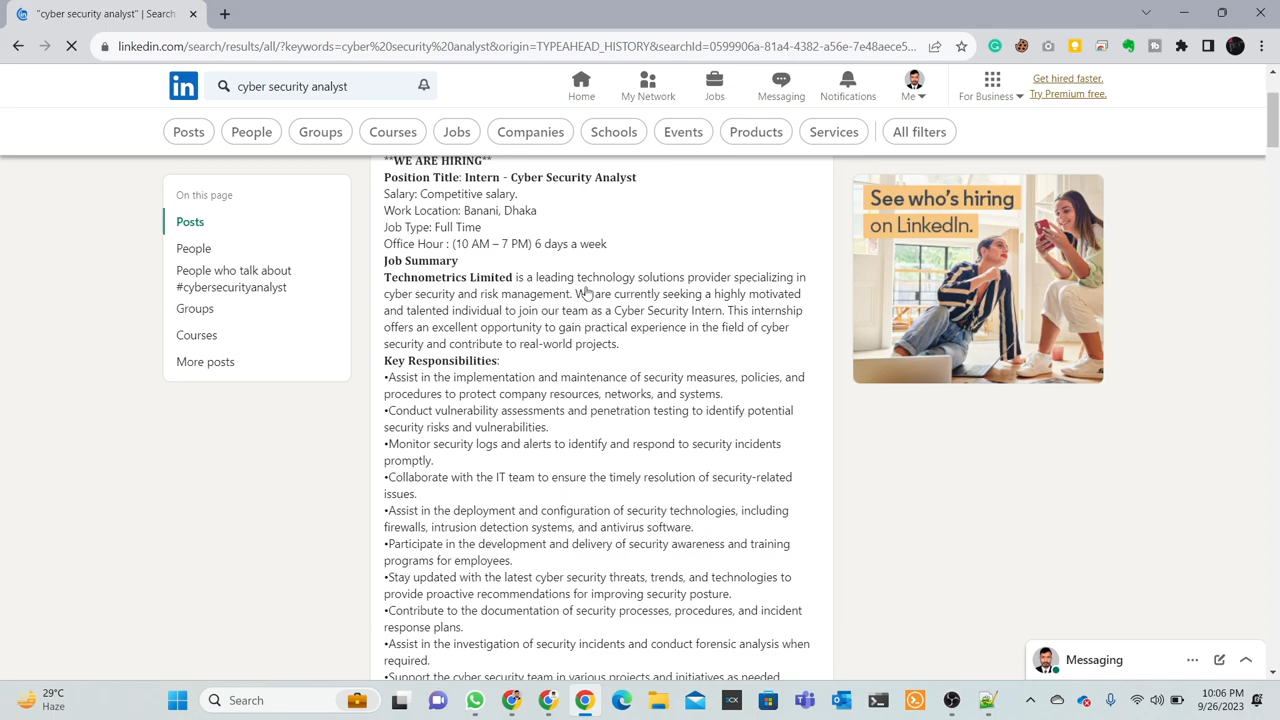 "cyber security analyst" | Search
linkedin.com/search/results/all/?keywords=cyber%20security%20analyst&origin=TYPEAHEAD_HISTORY&searchId=0599906a-81a4-4382-a56e-7e48aece5...
in
cyber security analyst
Home
My Network
Jobs
Messaging
Notifications
Me
For Business
Get hired faster.
Try Premium free.
Posts
People
Groups
Courses
Jobs
Companies
Schools
Events
Products
Services
All filters
On this page
Posts
People
People who talk about
#cybersecurityanalyst
Groups
Courses
More posts
**WE ARE HIRING**
Position Title: Intern - Cyber Security Analyst
Salary: Competitive salary.
Work Location: Banani, Dhaka
Job Type: Full Time
Office Hour : (10 AM – 7 PM) 6 days a week
Job Summary
Technometrics Limited is a leading technology solutions provider specializing in
cyber security and risk management. We are currently seeking a highly motivated
and talented individual to join our team as a Cyber Security Intern. This internship
offers an excellent opportunity to gain practical experience in the field of cyber
security and contribute to real-world projects.
Key Responsibilities:
•Assist in the implementation and maintenance of security measures, policies, and
procedures to protect company resources, networks, and systems.
•Conduct vulnerability assessments and penetration testing to identify potential
security risks and vulnerabilities.
•Monitor security logs and alerts to identify and respond to security incidents
promptly.
•Collaborate with the IT team to ensure the timely resolution of security-related
issues.
•Assist in the deployment and configuration of security technologies, including
firewalls, intrusion detection systems, and antivirus software.
•Participate in the development and delivery of security awareness and training
programs for employees.
•Stay updated with the latest cyber security threats, trends, and technologies to
provide proactive recommendations for improving security posture.
•Contribute to the documentation of security processes, procedures, and incident
response plans.
•Assist in the investigation of security incidents and conduct forensic analysis when
required.
•Support the cyber security team in various projects and initiatives as needed
See who's hiring
on LinkedIn.
Messaging
29°C
Haze
Search
10:06 PM
9/26/2023